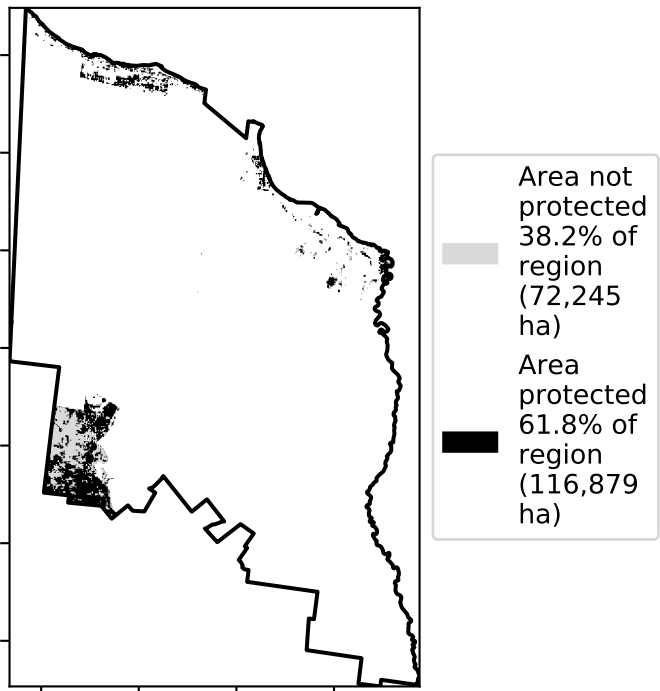 Area not
protected
38.2% of
region
(72,245
ha)
Area
protected
61.8% of
region
(116,879
ha)